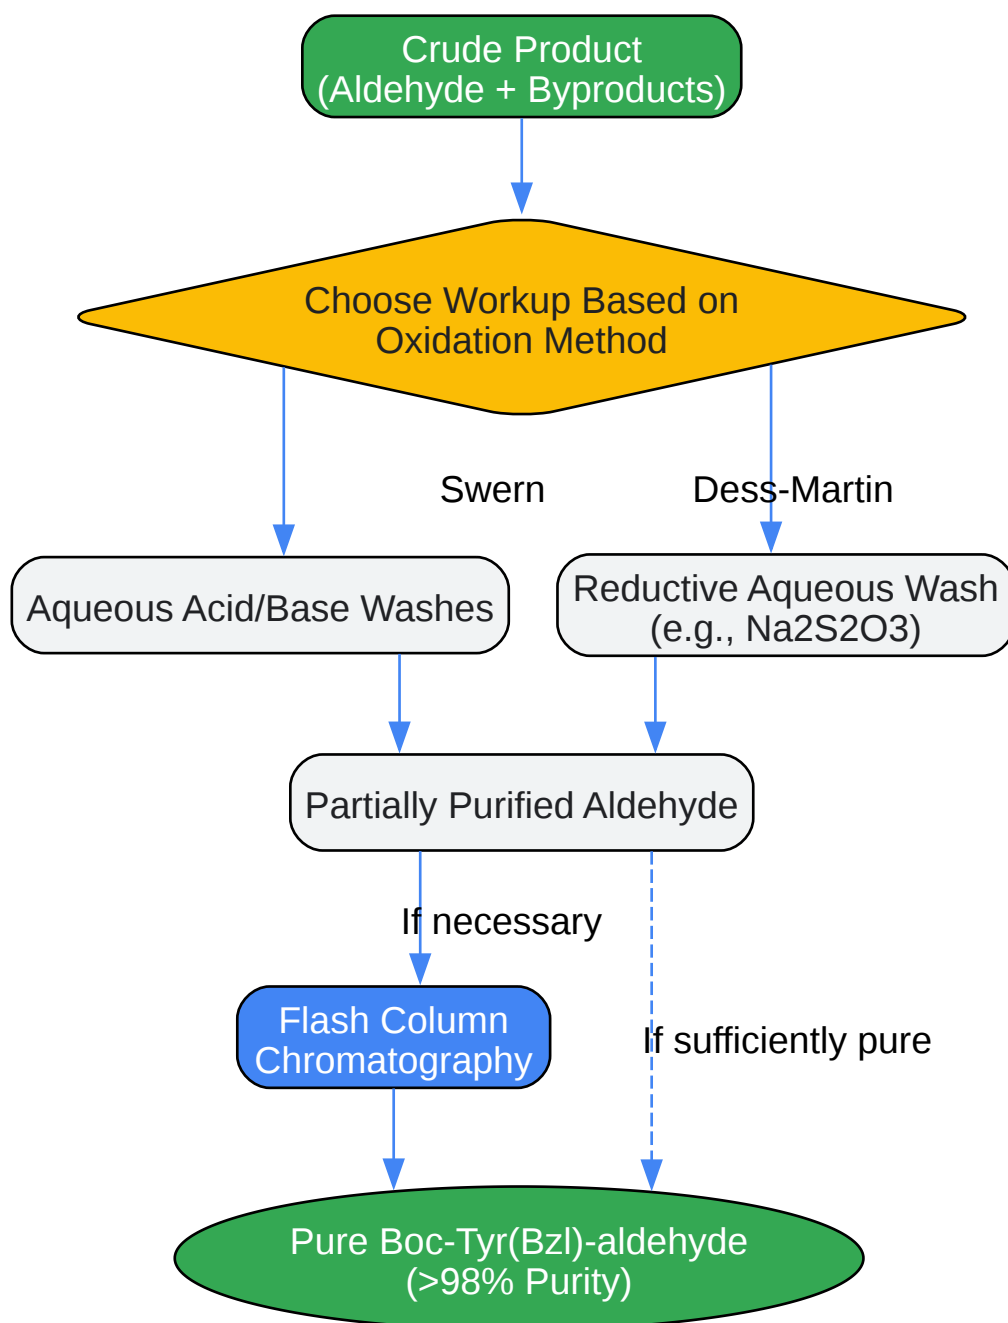 Crude Product
(Aldehyde + Byproducts)
Choose Workup Based on
Oxidation Method
Swern
Dess-Martin
Aqueous Acid/Base Washes
Reductive Aqueous Wash
(e.g., Na2S2O3)
Partially Purified Aldehyde
If necessary
Flash Column
Chromatography
If sufficiently pure
Pure Boc-Tyr(Bzl)-aldehyde
(>98% Purity)